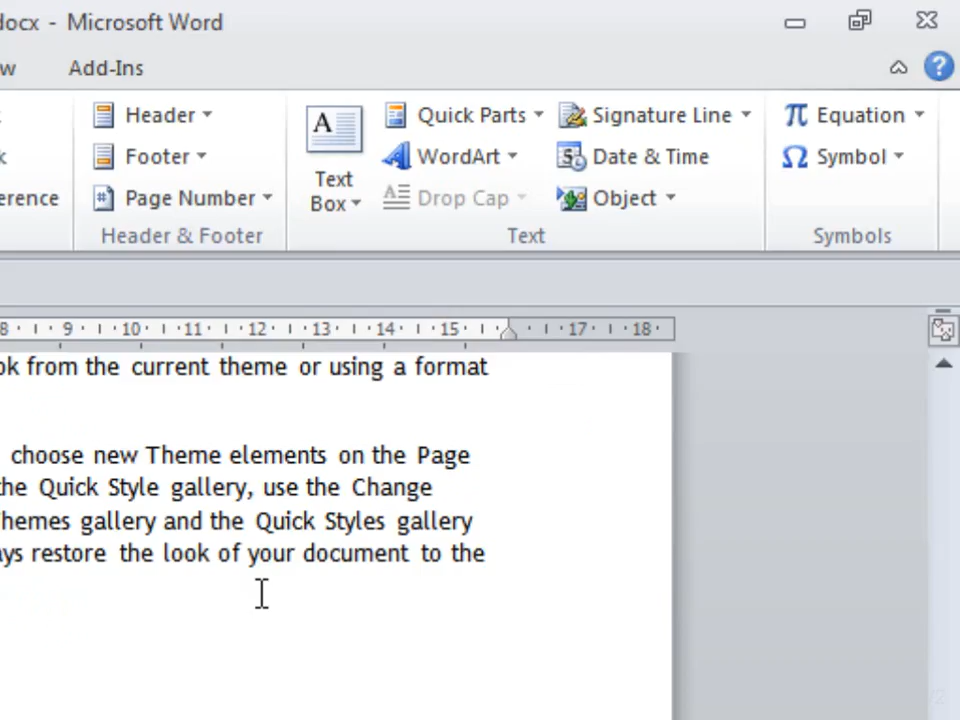 docx - Microsoft Word
w Add-Ins
Header Quick Parts Signature Line π Equation
k Footer WordArt Date & Time Ω Symbol
erence Page Number Text Box Drop Cap Object
Header & Footer Text Symbols
8 9 10 11 12 13 14 15 17 18
ok from the current theme or using a format
choose new Theme elements on the Page
the Quick Style gallery, use the Change
Themes gallery and the Quick Styles gallery
ays restore the look of your document to the